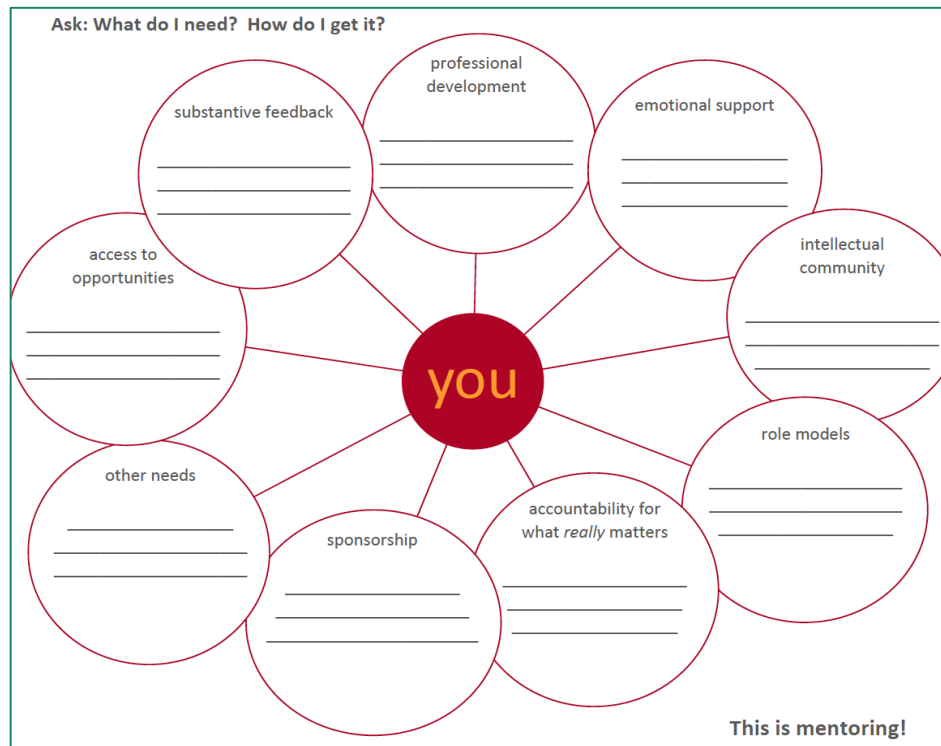 Ask: What do I need?  How do I get it?
professional
development
substantive feedback
emotional support
access to
opportunities
intellectual
community
you
role models
other needs
accountability for
what really matters
sponsorship
This is mentoring!